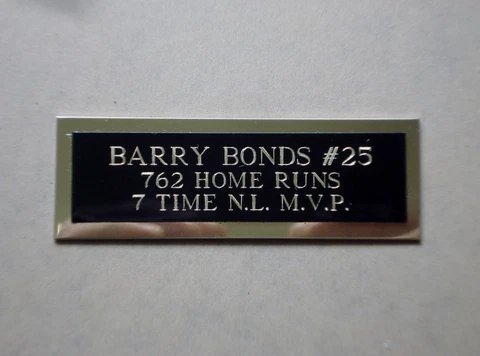 BARRY BONDS #25
762 HOME RUNS
7 TIME N.L. M.V.P.